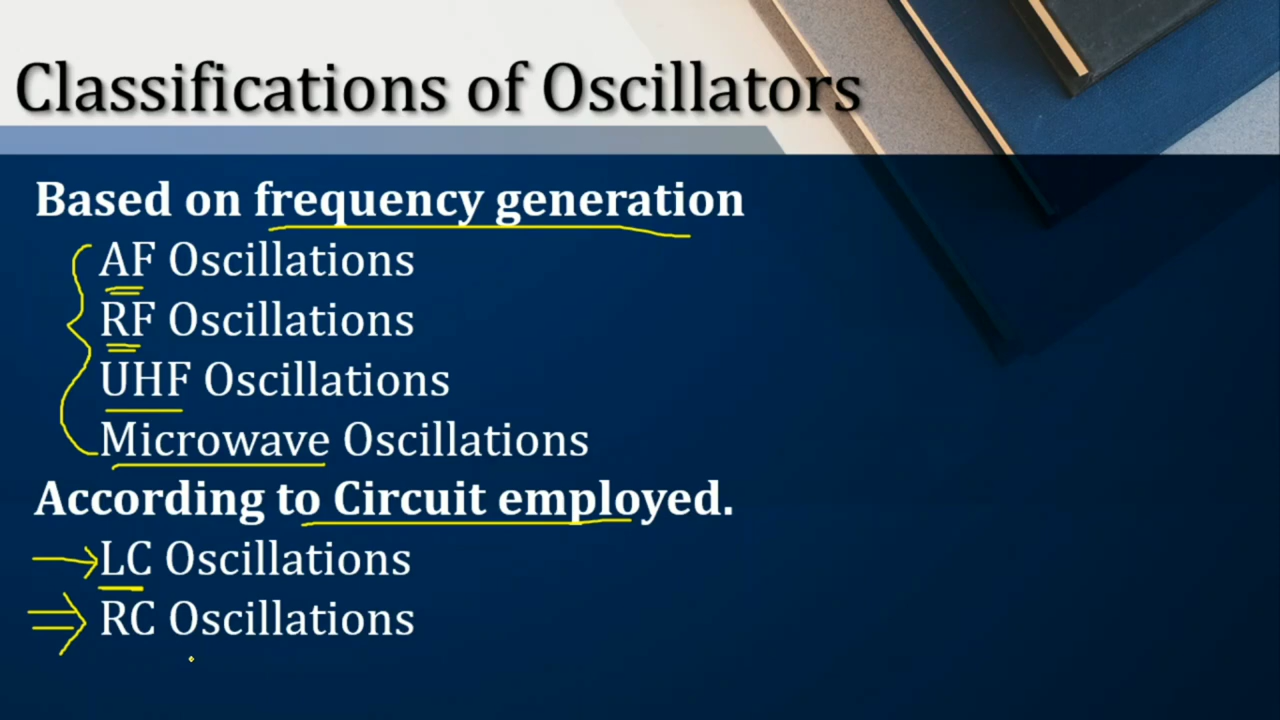 Classifications of Oscillators
Based on frequency generation
AF Oscillations
RF Oscillations
UHF Oscillations
Microwave Oscillations
According to Circuit employed.
LC Oscillations
RC Oscillations